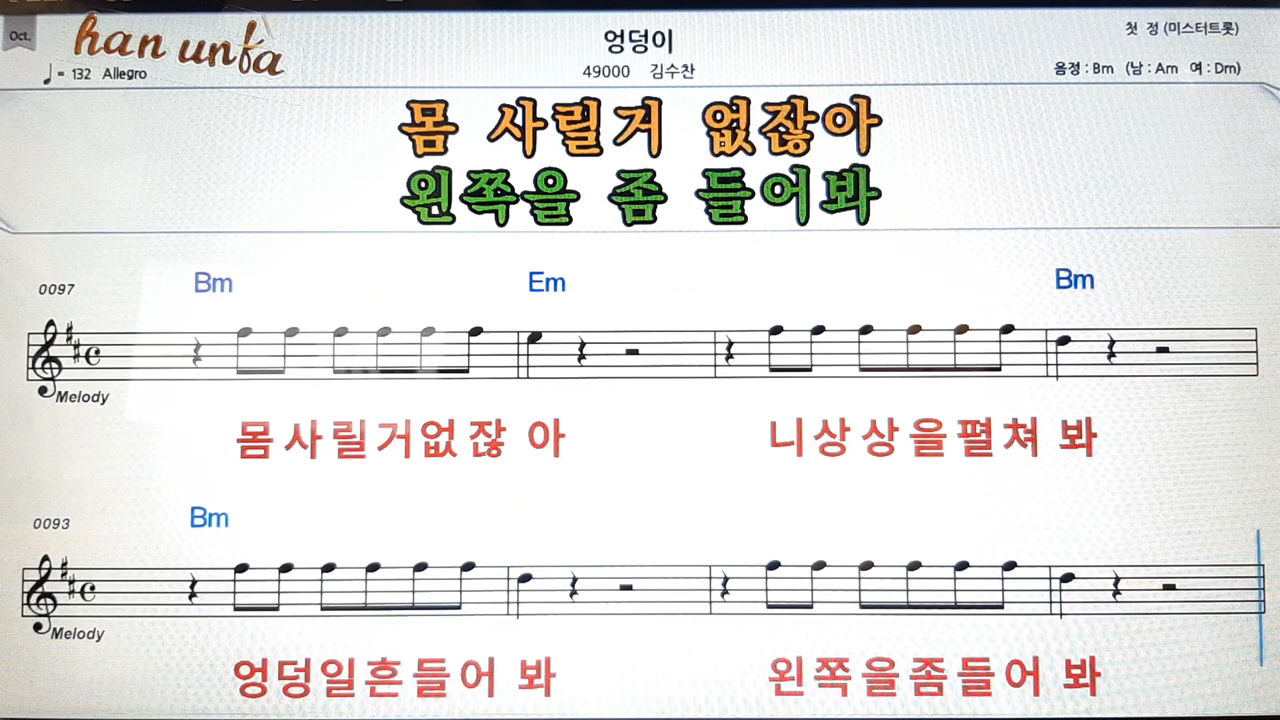 Oct.
han unfa
엉덩이
첫 정 (미스터트롯)
♩ = 132 Allegro
49000 김수찬
음정 : Bm (남 : Am 여 : Dm)
몸 사릴거 없잖아
왼쪽을 좀 들어봐
0097
Bm Em Bm
Melody
몸사릴거없잖 아 니상상을펼쳐 봐
0093
Bm
Melody
엉덩일흔들어 봐 왼쪽을좀들어 봐